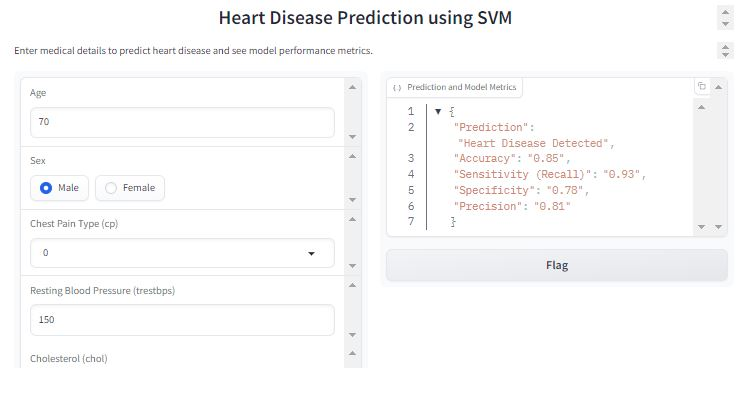 Heart Disease Prediction using SVM
Enter medical details to predict heart disease and see model performance metrics.
Age
70
Sex
Male
Female
Chest Pain Type (cp)
0
Resting Blood Pressure (trestbps)
150
Cholesterol (chol)
{ } Prediction and Model Metrics
1 {
2 "Prediction":
"Heart Disease Detected",
3 "Accuracy": "0.85",
4 "Sensitivity (Recall)": "0.93",
5 "Specificity": "0.78",
6 "Precision": "0.81"
7 }
Flag